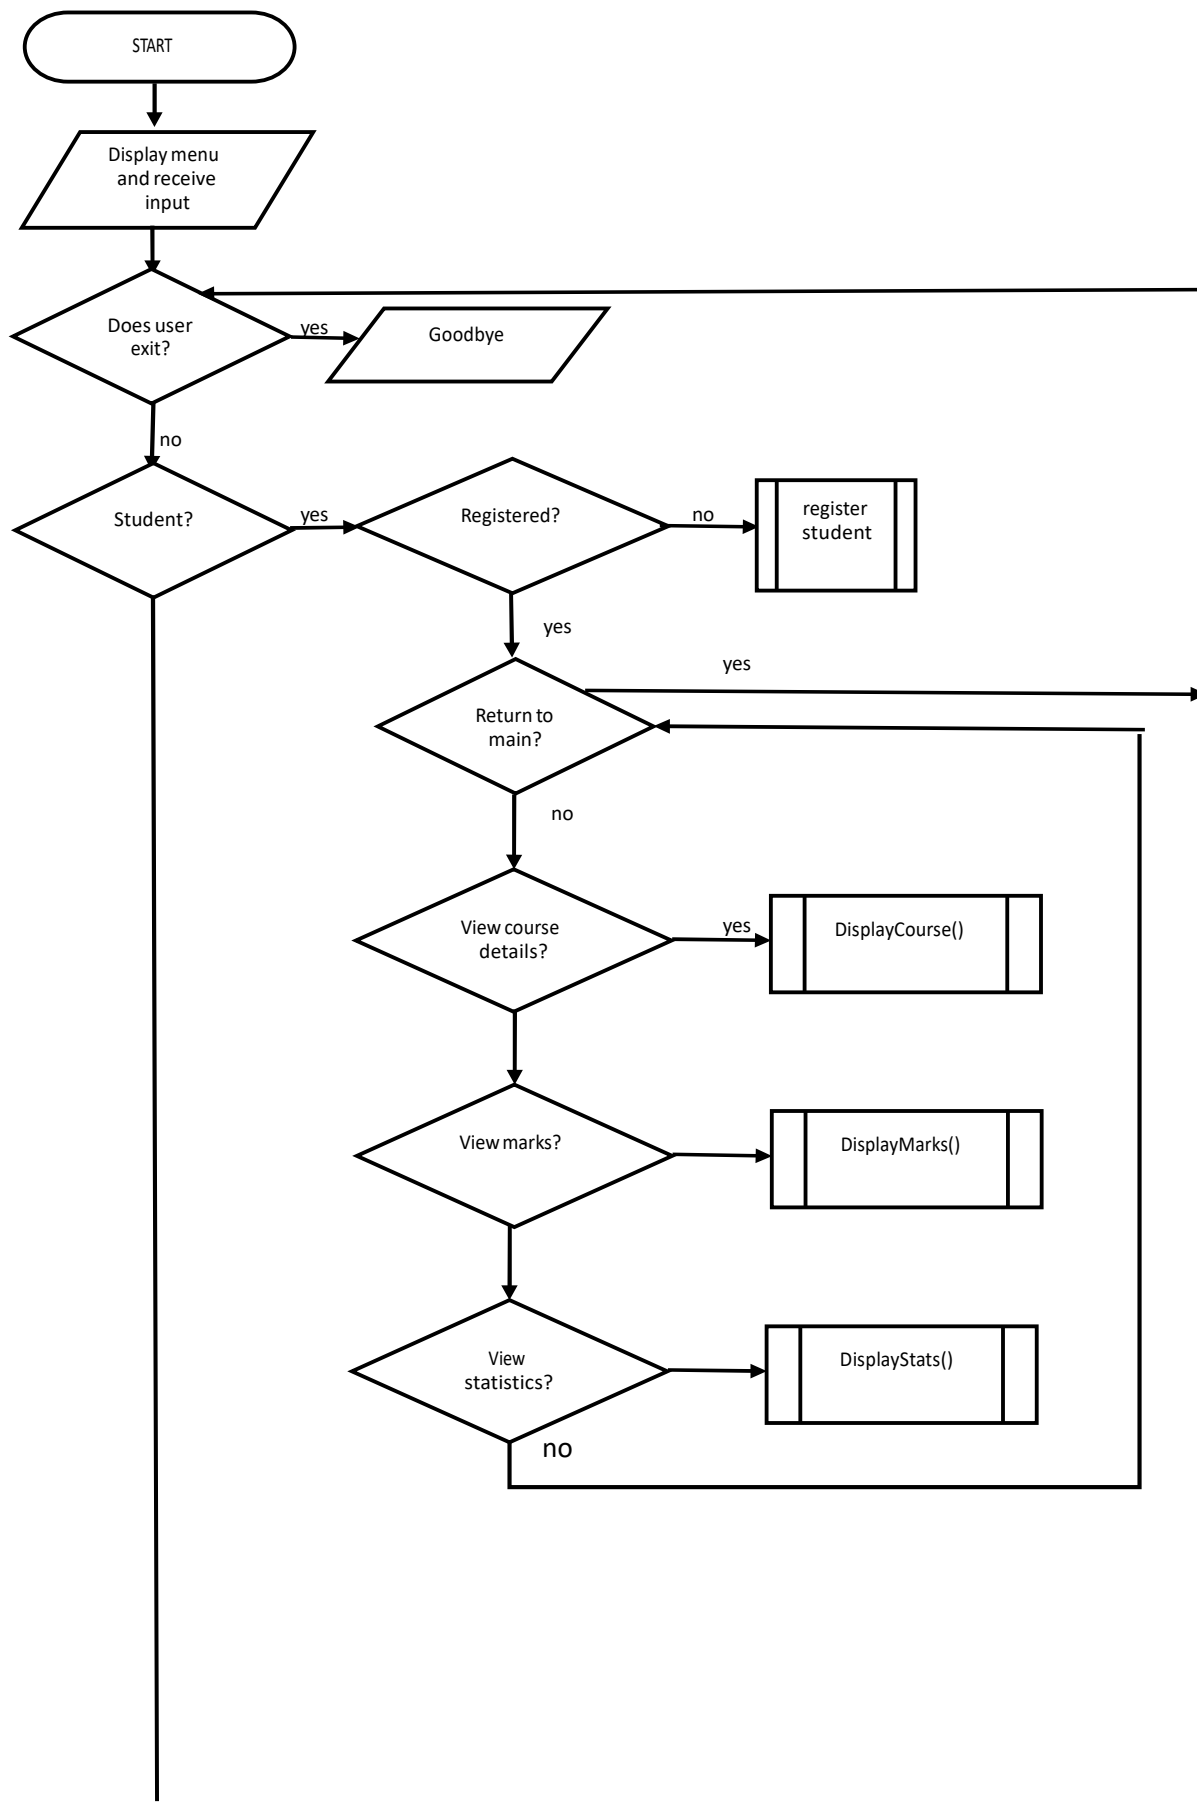 START
Display menu
and receive
input
Does user
exit?
yes
Goodbye
no
Student?
yes
Registered?
no
register
student
yes
yes
Return to
main?
no
View course
details?
yes
DisplayCourse()
View marks?
DisplayMarks()
View
statistics?
DisplayStats()
no